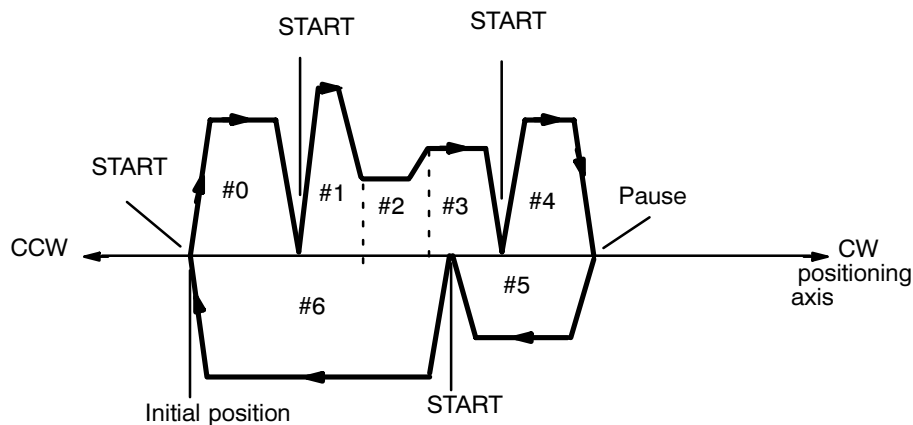 START
START
START
#0
#1
#2
#3
#4
Pause
CCW
CW
positioning
axis
#5
#6
Initial position
START